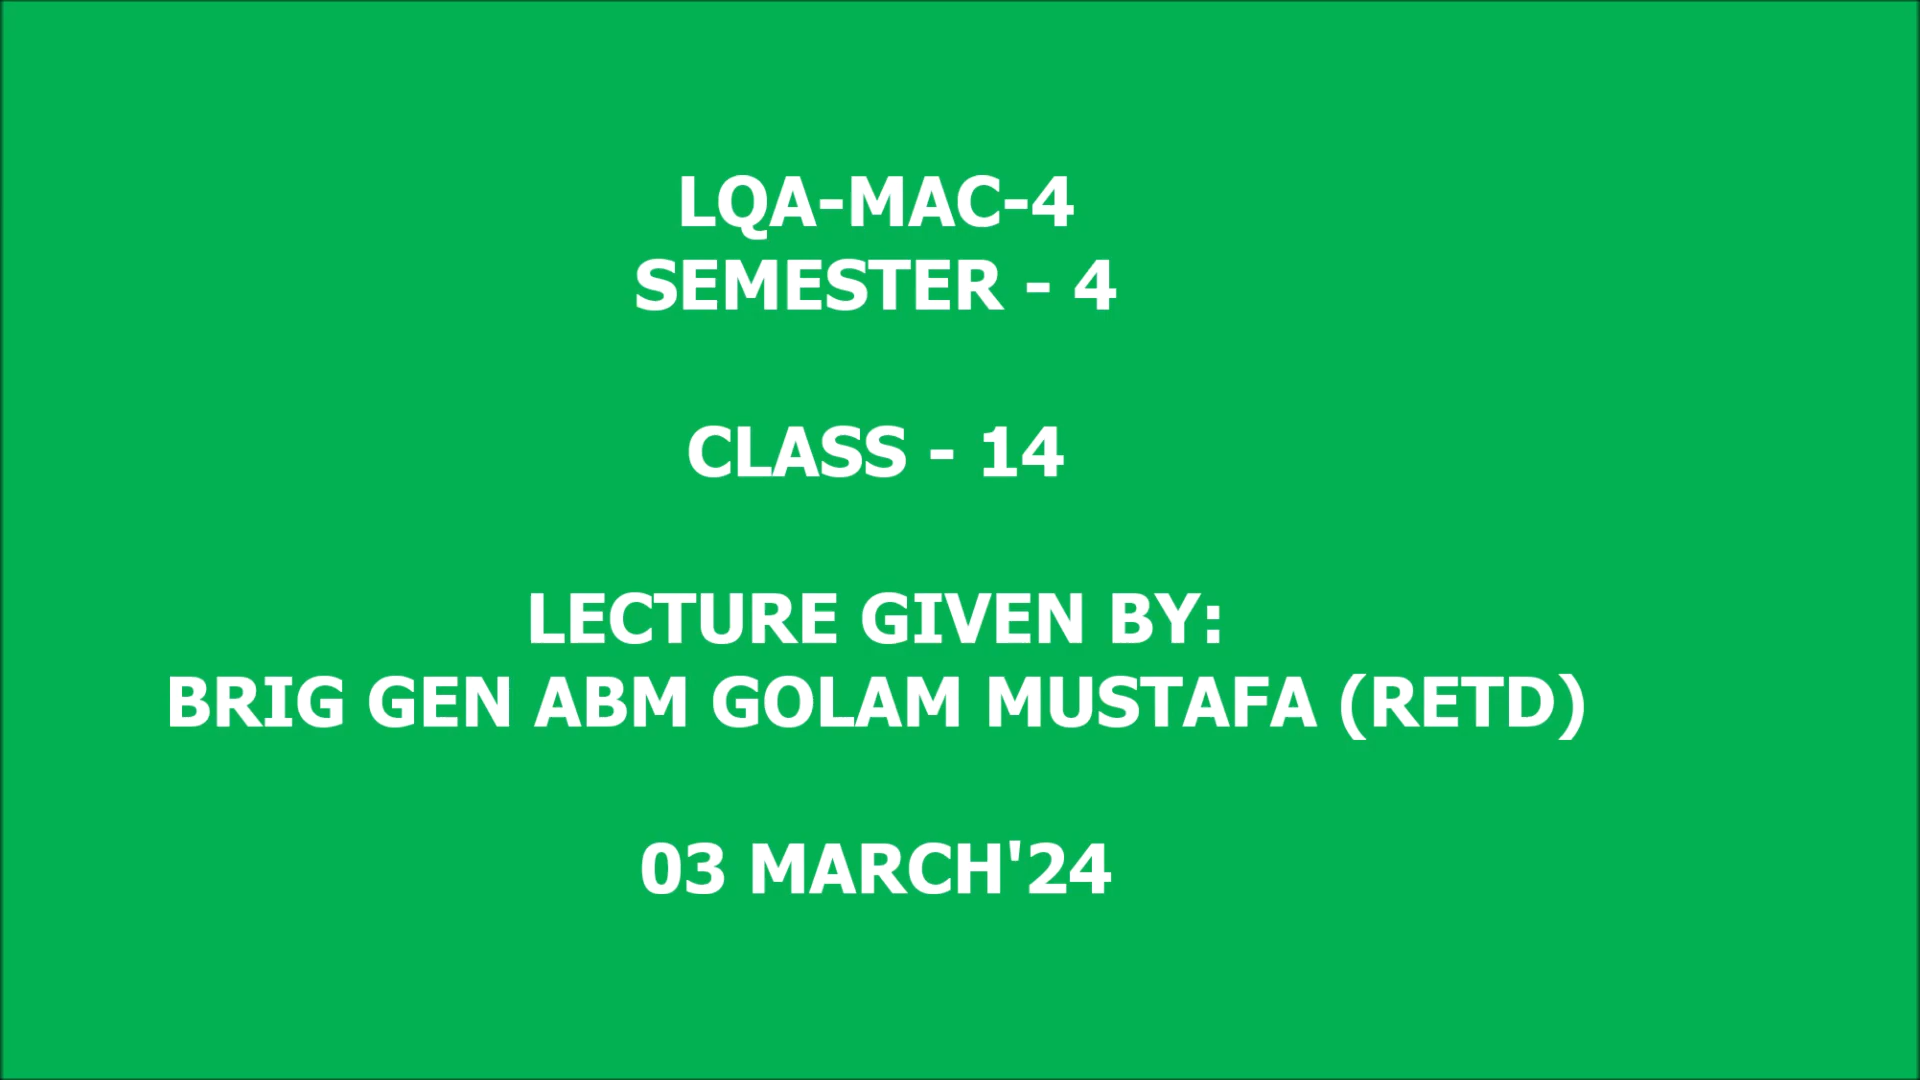 LQA-MAC-4
SEMESTER - 4
CLASS - 14
LECTURE GIVEN BY:
BRIG GEN ABM GOLAM MUSTAFA (RETD)
03 MARCH'24